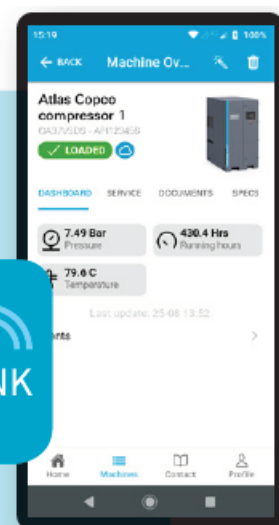 15:19
100%
← BACK Machine Ov...
Atlas Copco
compressor 1
✓ LOADED
DASHBOARD SERVICE DOCUMENTS SPECS
7.49 Bar
Pressure
430.4 Hrs
Running hours
79.6 C
Temperature
Last update: 25-08 13:52
ents
NK
Home Machines Contact Profile